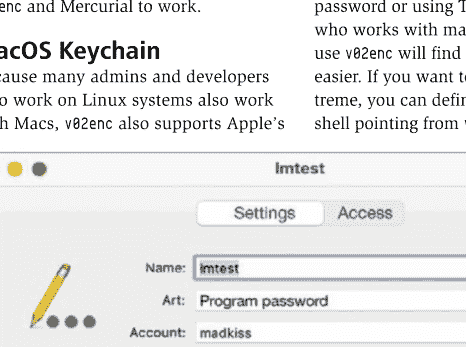 enc and Mercurial to work.
acOS Keychain
cause many admins and developers
o work on Linux systems also work
h Macs, v02enc also supports Apple's
password or using T
who works with ma
use v02enc will find
easier. If you want to
treme, you can defin
shell pointing from
lmtest
Settings
Access
Name: lmtest
Art: Program password
Account: madkiss